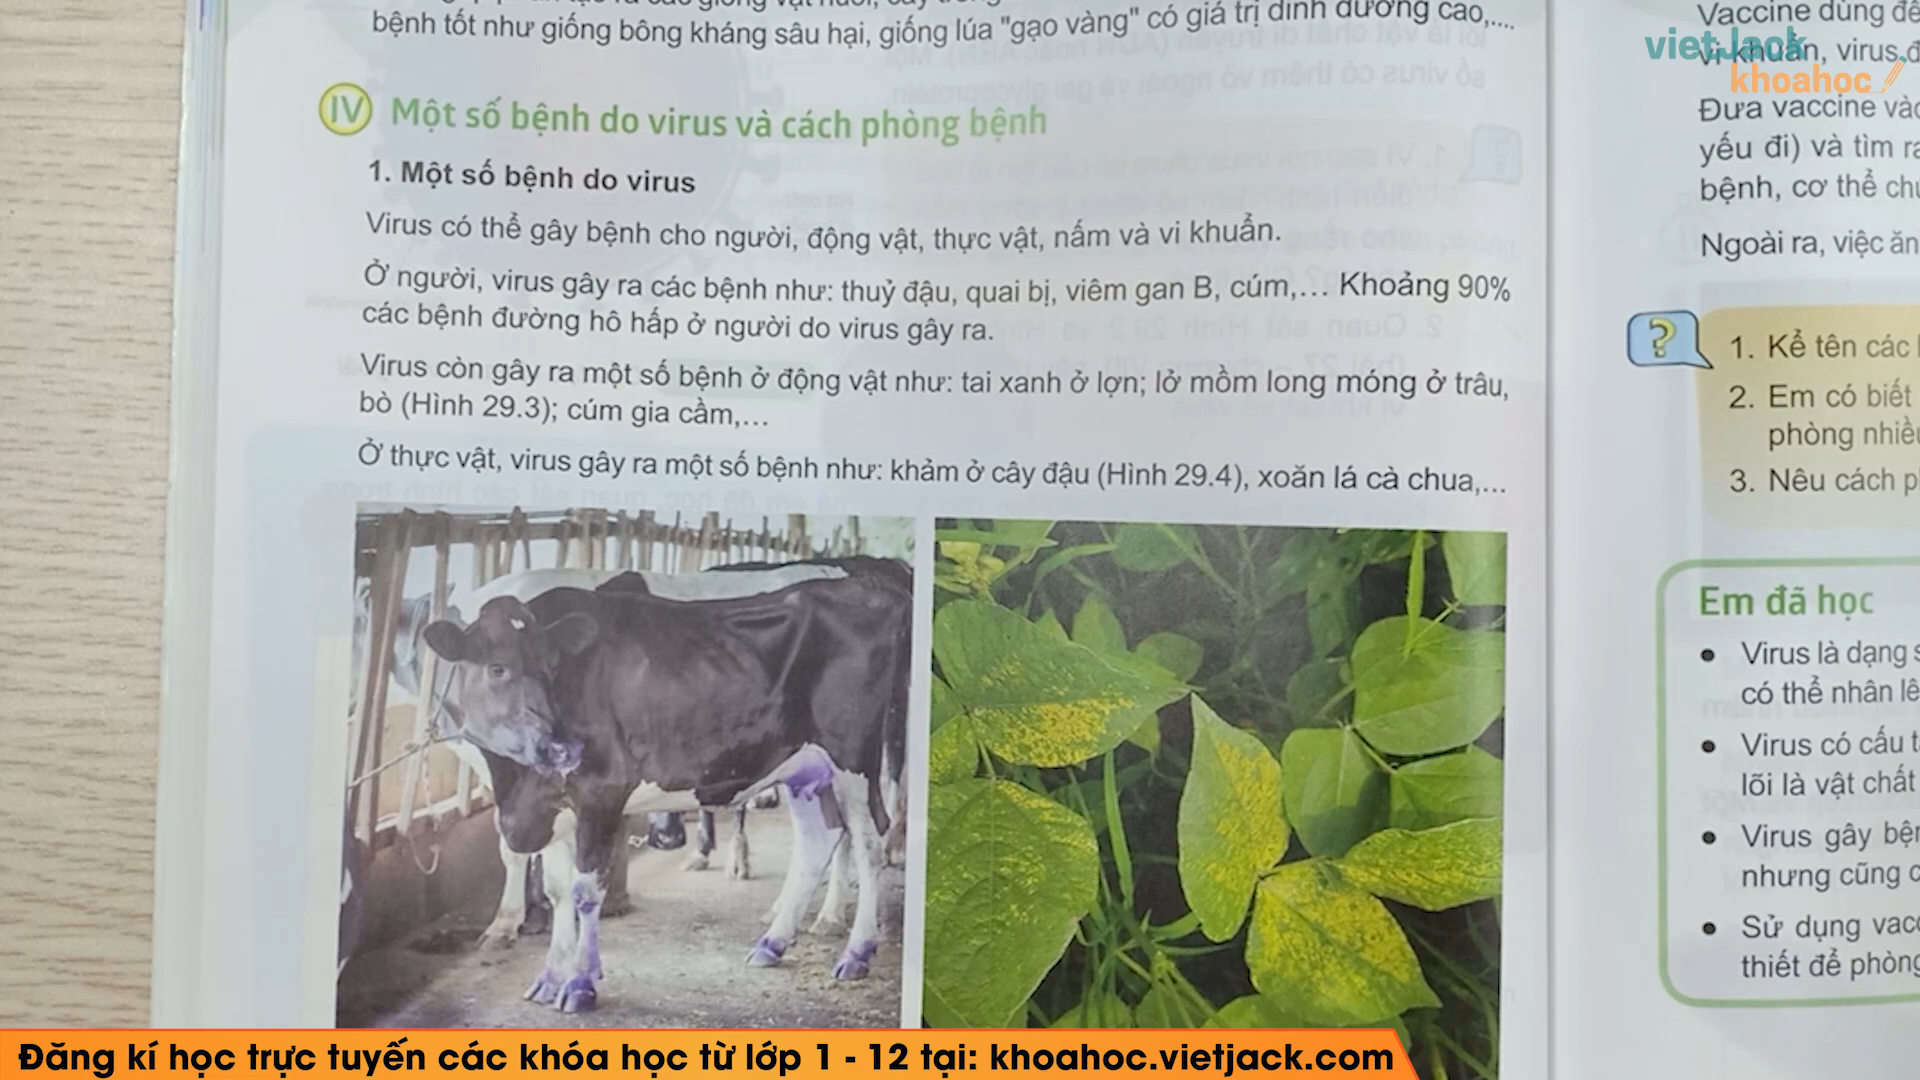 bệnh tốt như giống bông kháng sâu hại, giống lúa "gạo vàng" có giá trị dinh dưỡng cao,....
IV Một số bệnh do virus và cách phòng bệnh
1. Một số bệnh do virus
Virus có thể gây bệnh cho người, động vật, thực vật, nấm và vi khuẩn.
Ở người, virus gây ra các bệnh như: thuỷ đậu, quai bị, viêm gan B, cúm,... Khoảng 90%
các bệnh đường hô hấp ở người do virus gây ra.
Virus còn gây ra một số bệnh ở động vật như: tai xanh ở lợn; lở mồm long móng ở trâu,
bò (Hình 29.3); cúm gia cầm,...
Ở thực vật, virus gây ra một số bệnh như: khảm ở cây đậu (Hình 29.4), xoăn lá cà chua,...
Vaccine dùng để
vi khuẩn, virus
vietJack
khoahoc
Đưa vaccine
yếu đi) và tìm
bệnh, cơ thể
Ngoài ra, việc ăn
?
1. Kể tên các
2. Em có biết
phòng
3. Nêu cách
Em đã học
• Virus là dạng
có thể nhân
• Virus có cấu
lõi là vật chất
• Virus gây
nhưng cũng
• Sử dụng
thiết để phòng
Đăng kí học trực tuyến các khóa học từ lớp 1 - 12 tại: khoahoc.vietjack.com